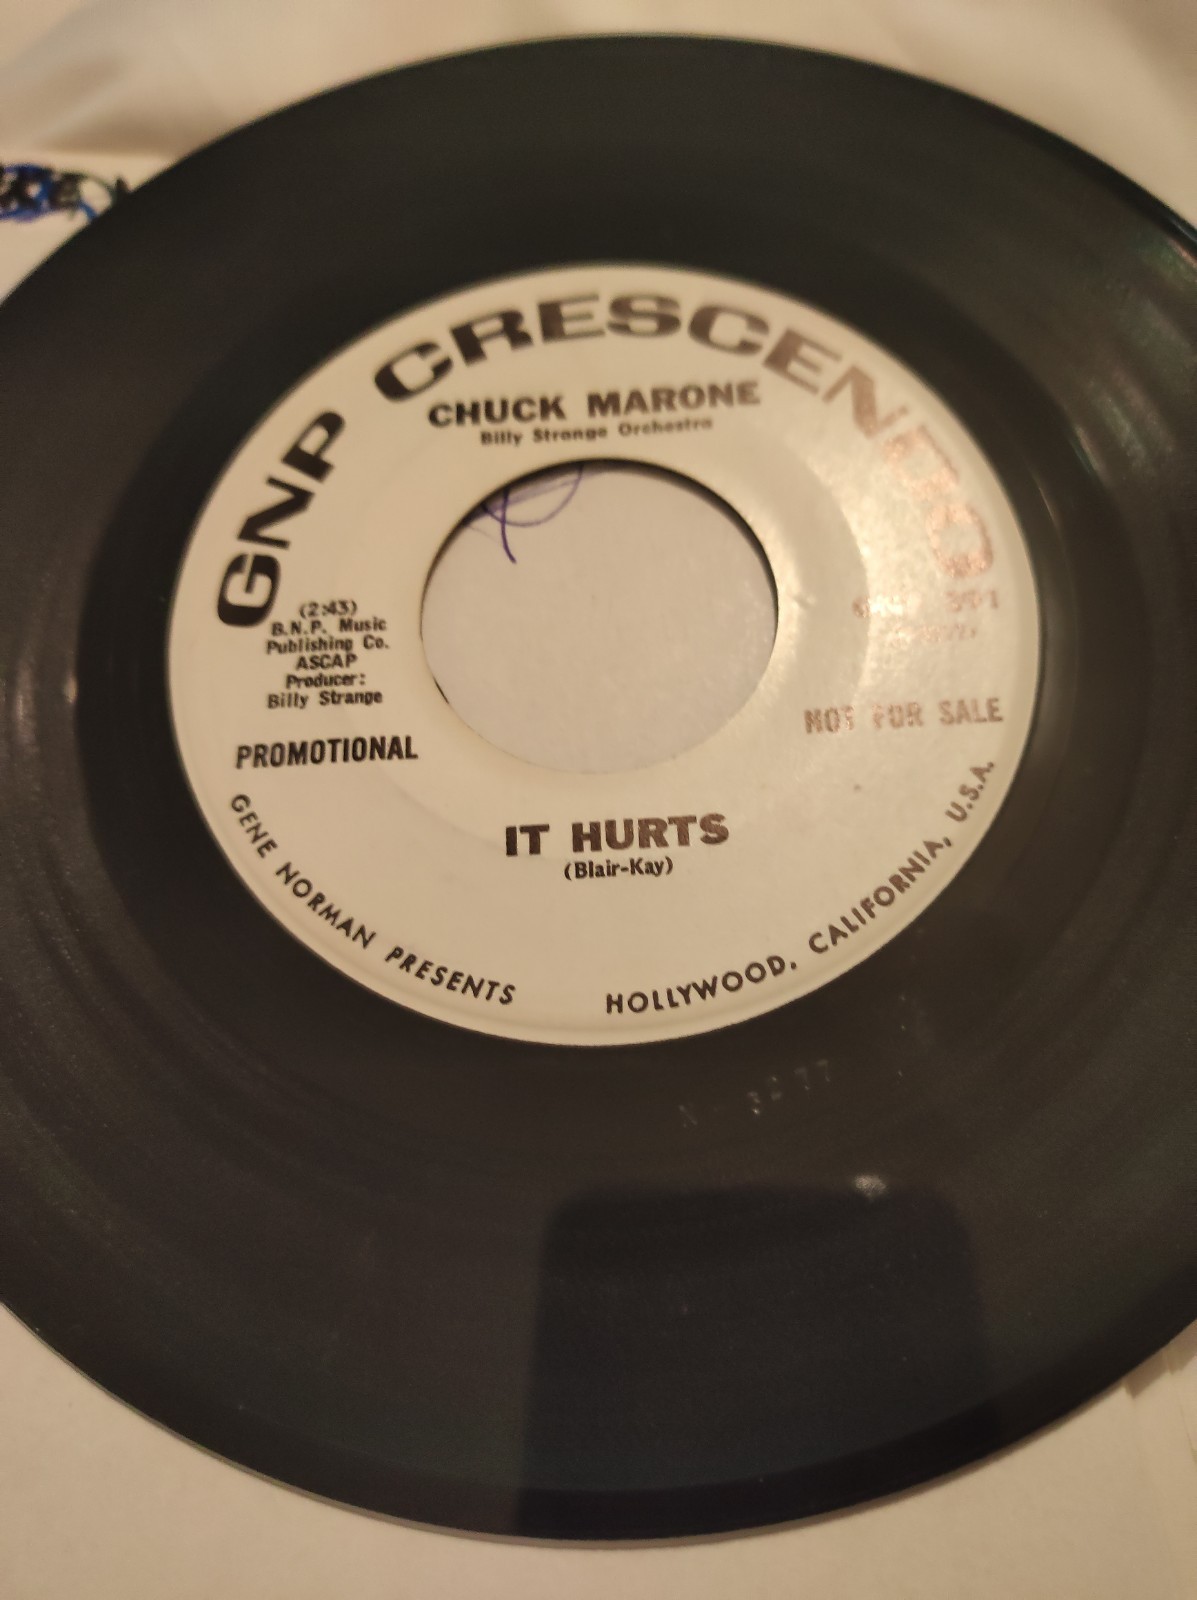 GNP CRESCENDO
CHUCK MARONE
Billy Strange Orchestra
(2:43)
B.N.P. Music
Publishing Co.
ASCAP
Producer:
Billy Strange
PROMOTIONAL
NOT FOR SALE
IT HURTS
(Blair-Kay)
GENE NORMAN PRESENTS
HOLLYWOOD, CALIFORNIA, U.S.A.